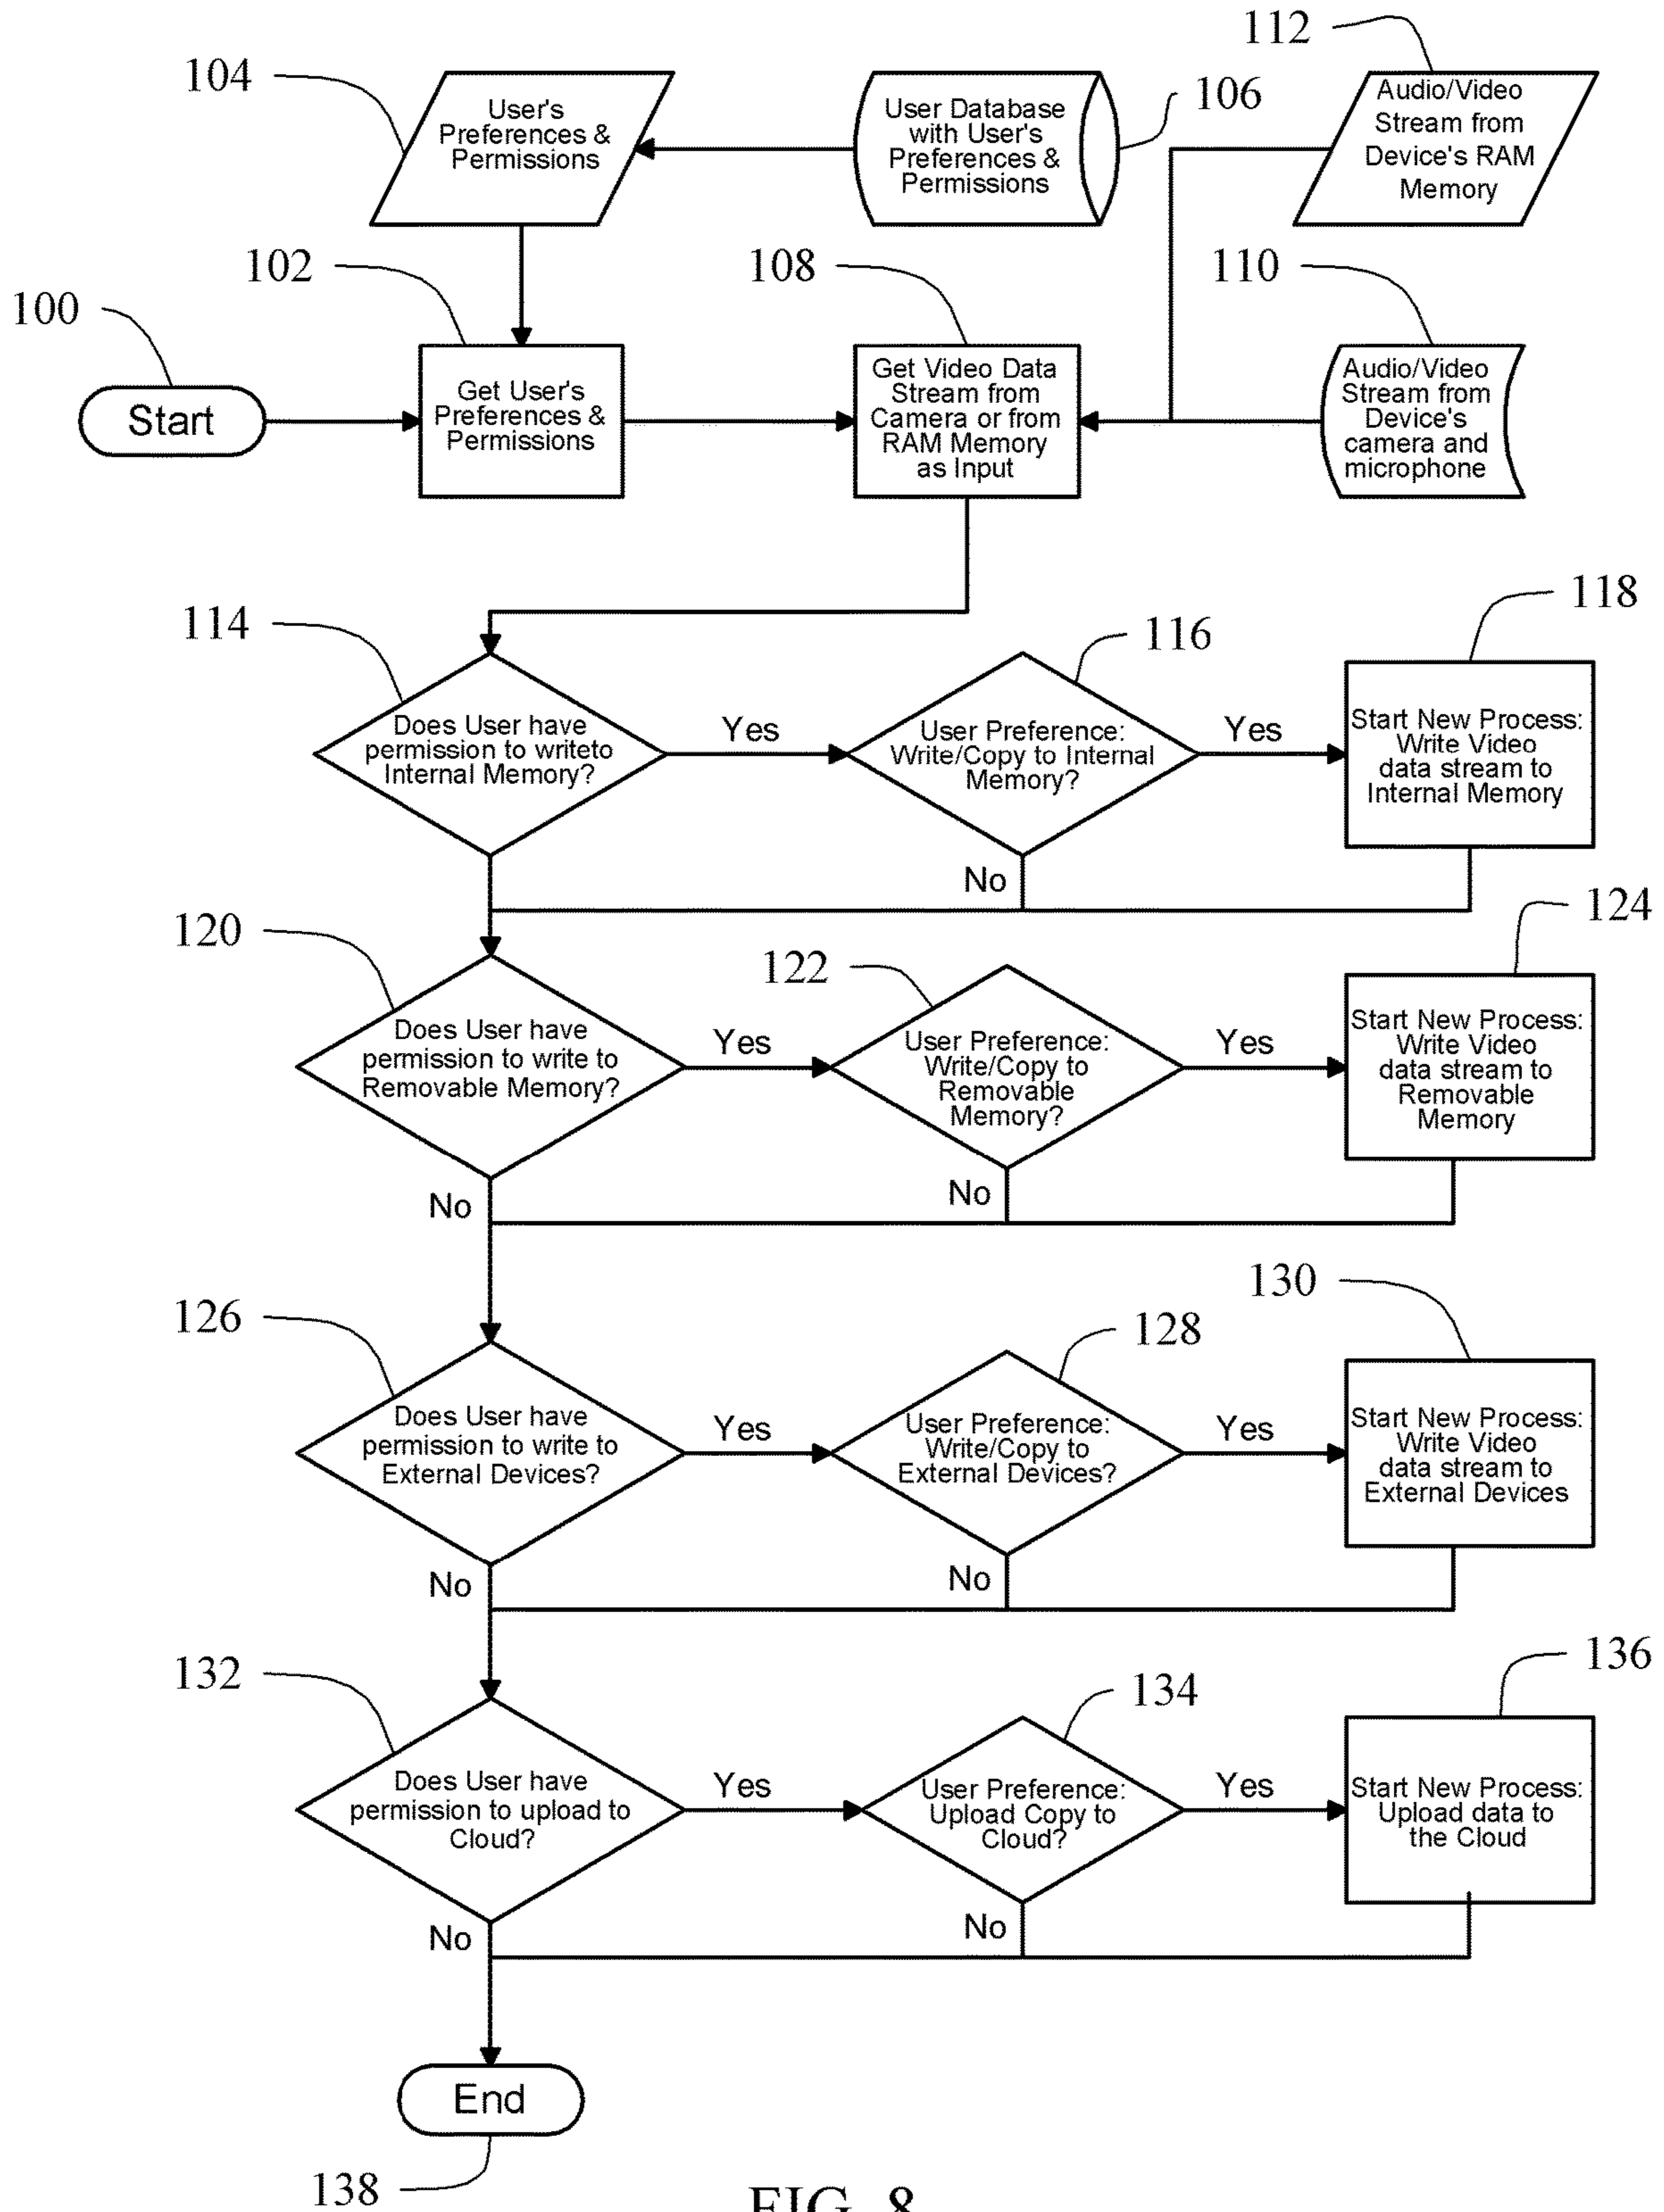 112
104
User's
Preferences &
Permissions
User Database
with User's
Preferences &
Permissions
106
Audio/Video
Stream from
Device's RAM
Memory
102
108
110
100
Start
Get User's
Preferences &
Permissions
Get Video Data
Stream from
Camera or from
RAM Memory
as Input
Audio/Video
Stream from
Device's
camera and
microphone
114
116
118
Does User have
permission to writeto
Internal Memory?
Yes
User Preference:
Write/Copy to Internal
Memory?
Yes
Start New Process:
Write Video
data stream to
Internal Memory
No
120
122
124
Does User have
permission to write to
Removable Memory?
Yes
User Preference:
Write/Copy to
Removable
Memory?
Yes
Start New Process:
Write Video
data stream to
Removable
Memory
No
No
126
128
130
Does User have
permission to write to
External Devices?
Yes
User Preference:
Write/Copy to
External Devices?
Yes
Start New Process:
Write Video
data stream to
External Devices
No
No
132
134
136
Does User have
permission to upload to
Cloud?
Yes
User Preference:
Upload Copy to
Cloud?
Yes
Start New Process:
Upload data to
the Cloud
No
No
End
138
FIG. 8